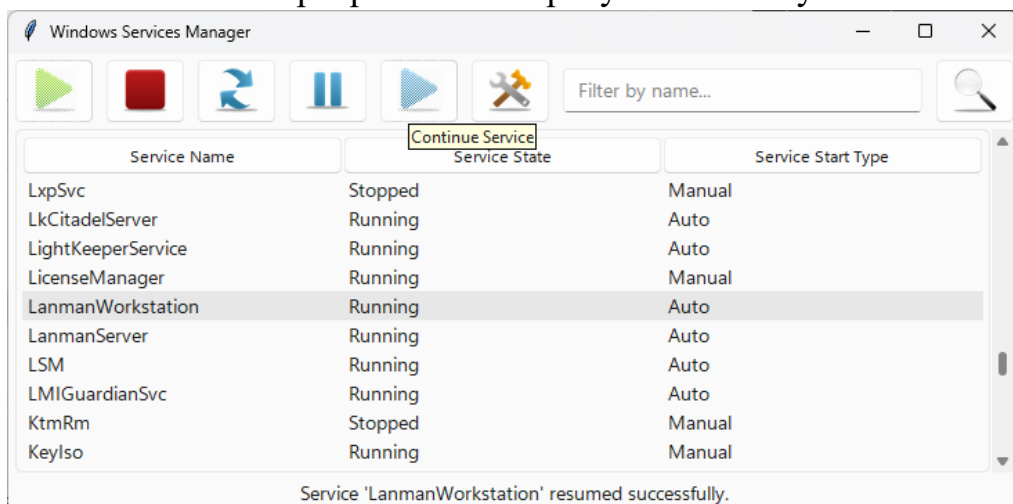 Windows Services Manager
Filter by name...
Continue Service
Service Name Service State Service Start Type
LxpSvc Stopped Manual
LkCitadelServer Running Auto
LightKeeperService Running Auto
LicenseManager Running Manual
LanmanWorkstation Running Auto
LanmanServer Running Auto
LSM Running Auto
LMIGuardianSvc Running Auto
KtmRm Stopped Manual
KeyIso Running Manual
Service 'LanmanWorkstation' resumed successfully.